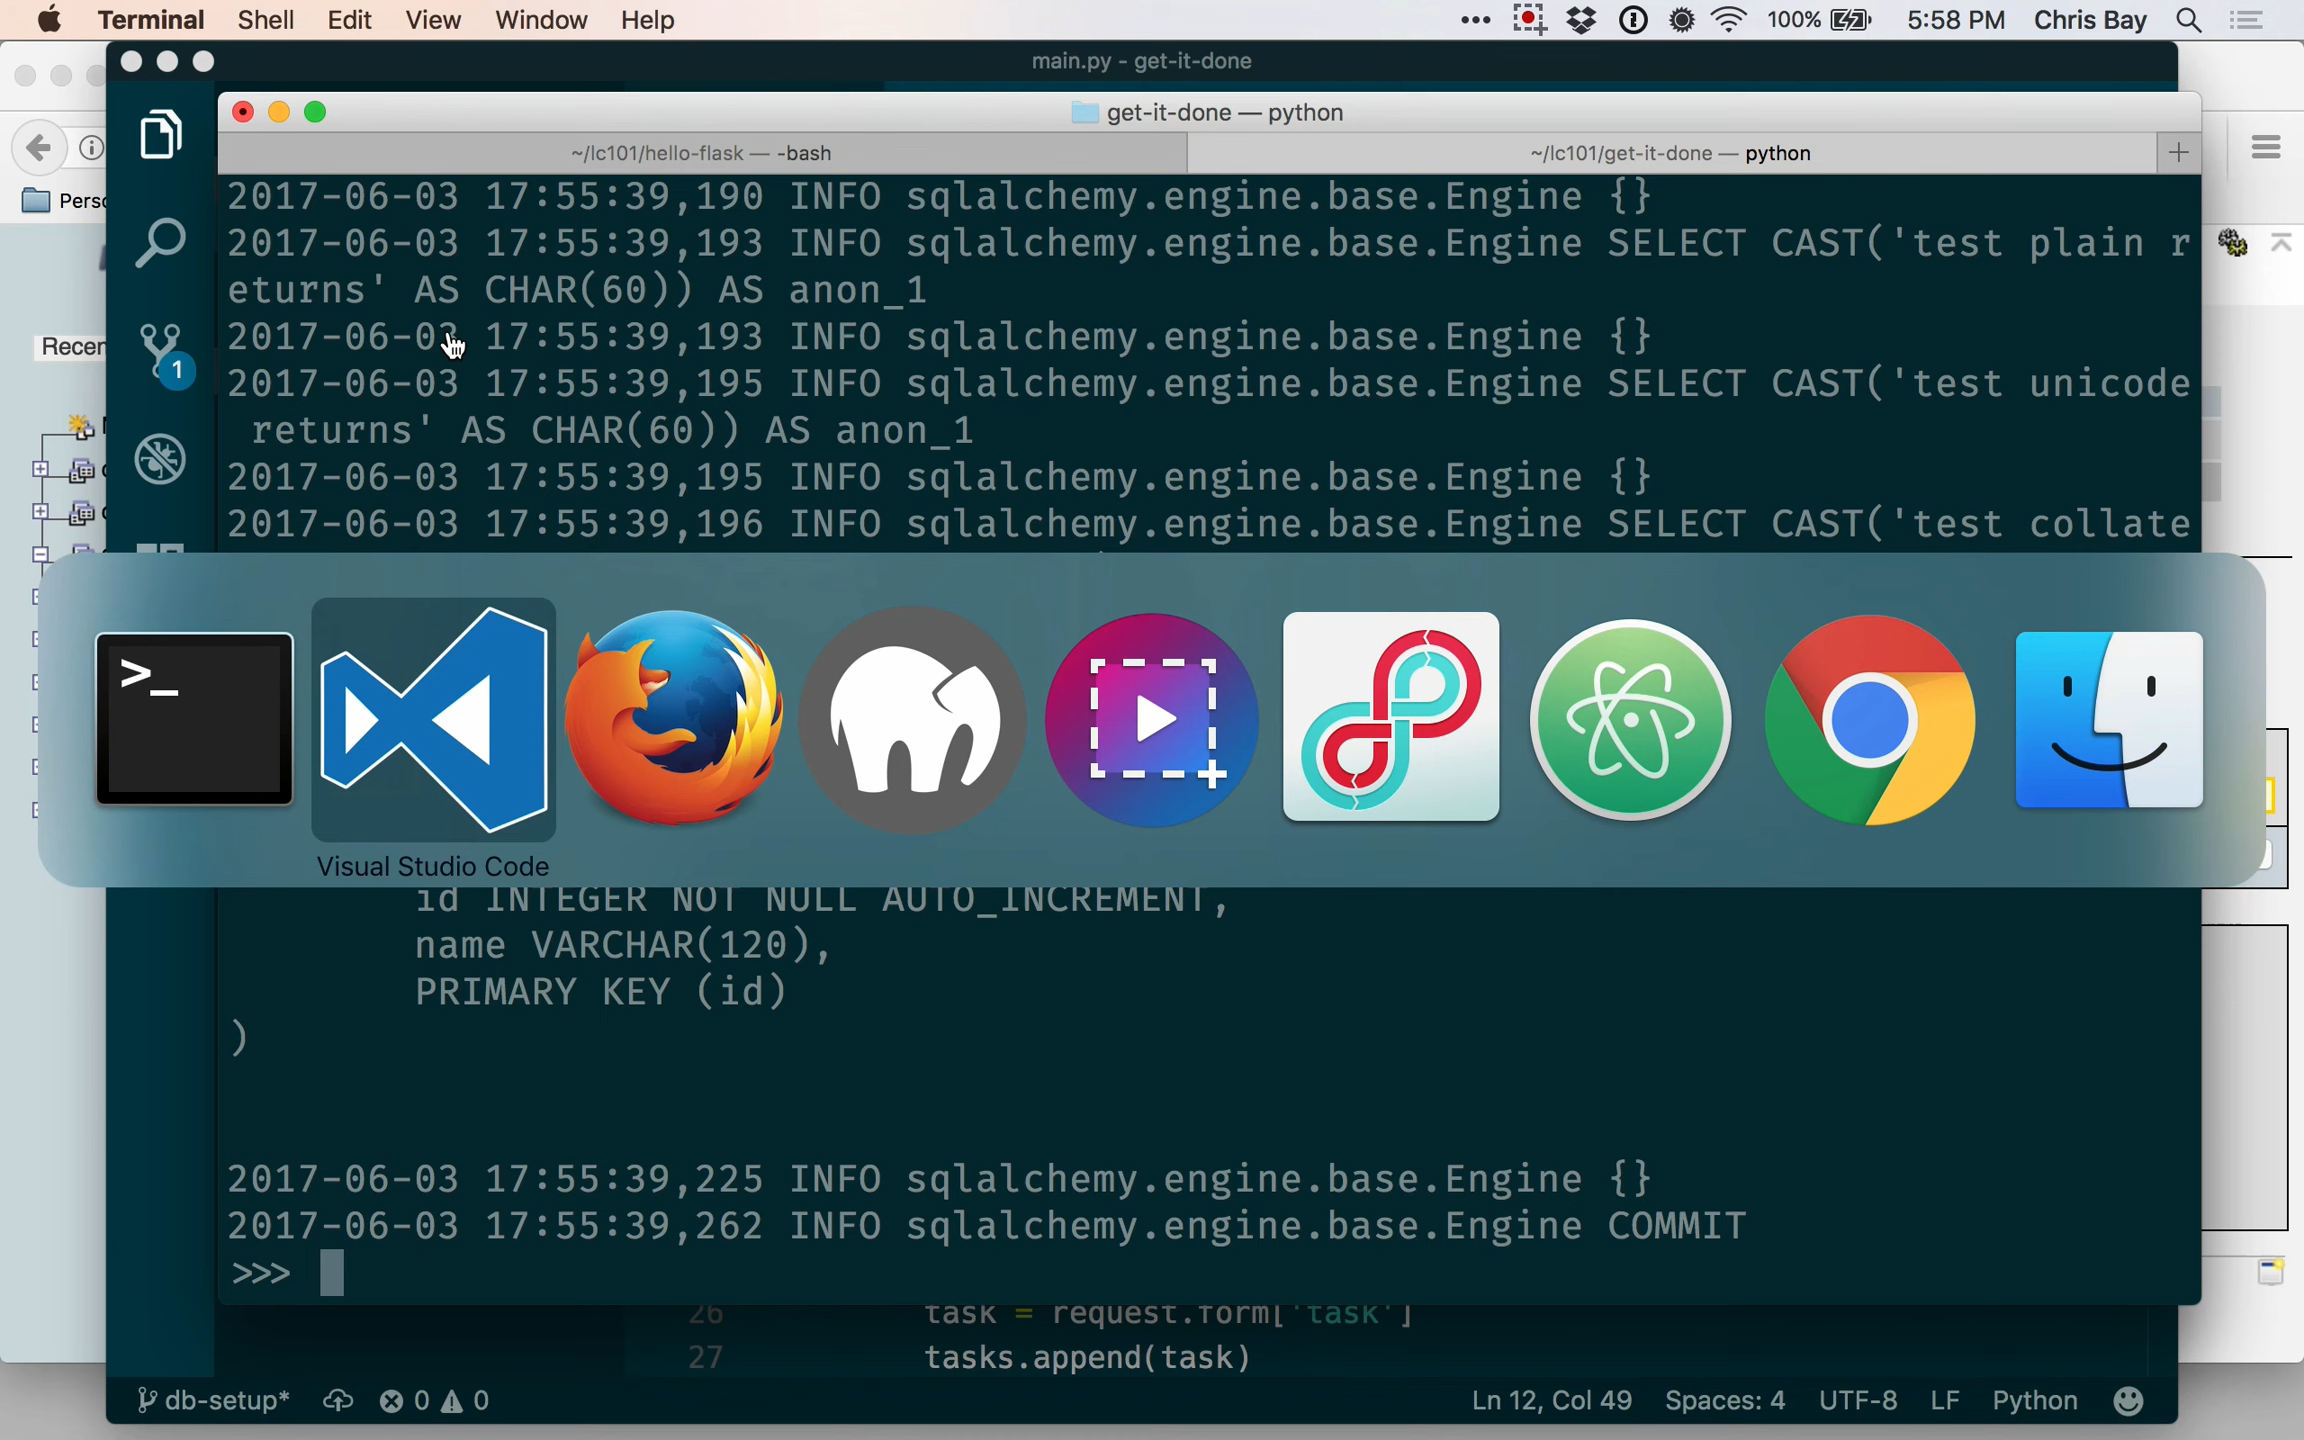 Terminal Shell Edit View Window Help 100% 5:58 PM Chris Bay
main.py - get-it-done
get-it-done — python
~/lc101/hello-flask — -bash
~/lc101/get-it-done — python
Perso
Recen
1
2017-06-03 17:55:39,190 INFO sqlalchemy.engine.base.Engine {}
2017-06-03 17:55:39,193 INFO sqlalchemy.engine.base.Engine SELECT CAST('test plain r
eturns' AS CHAR(60)) AS anon_1
2017-06-03 17:55:39,193 INFO sqlalchemy.engine.base.Engine {}
2017-06-03 17:55:39,195 INFO sqlalchemy.engine.base.Engine SELECT CAST('test unicode
returns' AS CHAR(60)) AS anon_1
2017-06-03 17:55:39,195 INFO sqlalchemy.engine.base.Engine {}
2017-06-03 17:55:39,196 INFO sqlalchemy.engine.base.Engine SELECT CAST('test collate
>_
Visual Studio Code
id INTEGER NOT NULL AUTO_INCREMENT,
name VARCHAR(120),
PRIMARY KEY (id)
)
2017-06-03 17:55:39,225 INFO sqlalchemy.engine.base.Engine {}
2017-06-03 17:55:39,262 INFO sqlalchemy.engine.base.Engine COMMIT
>>>
26 task = request.form['task']
27 tasks.append(task)
db-setup* 0 0 Ln 12, Col 49 Spaces: 4 UTF-8 LF Python